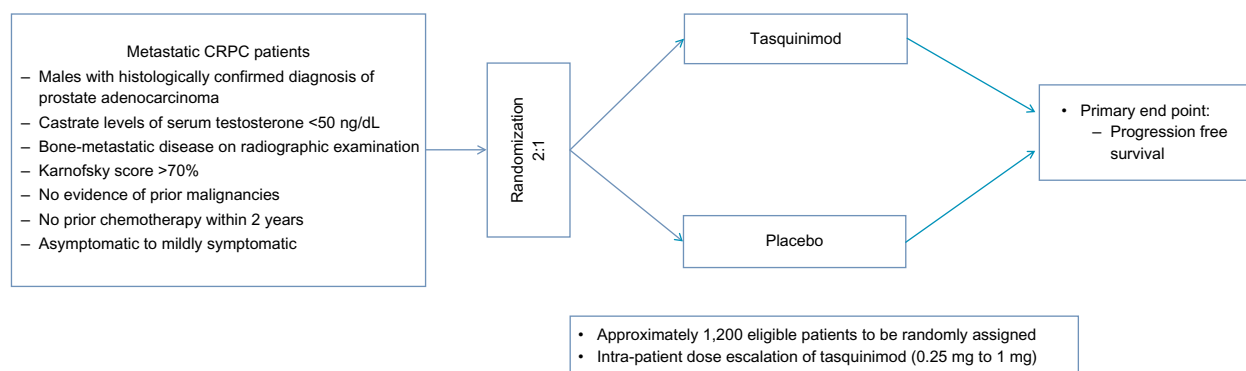 Metastatic CRPC patients
– Males with histologically confirmed diagnosis of
prostate adenocarcinoma
– Castrate levels of serum testosterone <50 ng/dL
– Bone-metastatic disease on radiographic examination
– Karnofsky score >70%
– No evidence of prior malignancies
– No prior chemotherapy within 2 years
– Asymptomatic to mildly symptomatic
Randomization
2:1
Tasquinimod
Placebo
• Primary end point:
– Progression free
survival
• Approximately 1,200 eligible patients to be randomly assigned
• Intra-patient dose escalation of tasquinimod (0.25 mg to 1 mg)